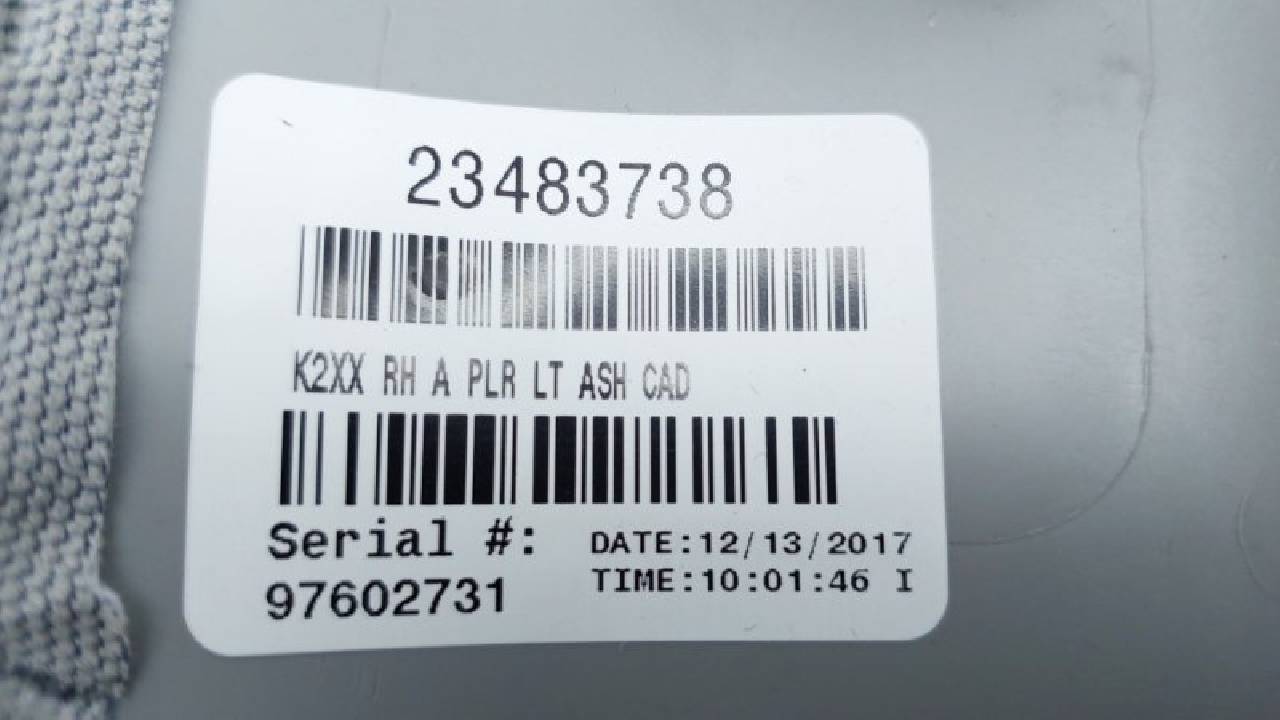 23483738
K2XX RH A PLR LT ASH CAD
Serial #:
97602731
DATE:12/13/2017
TIME:10:01:46 I